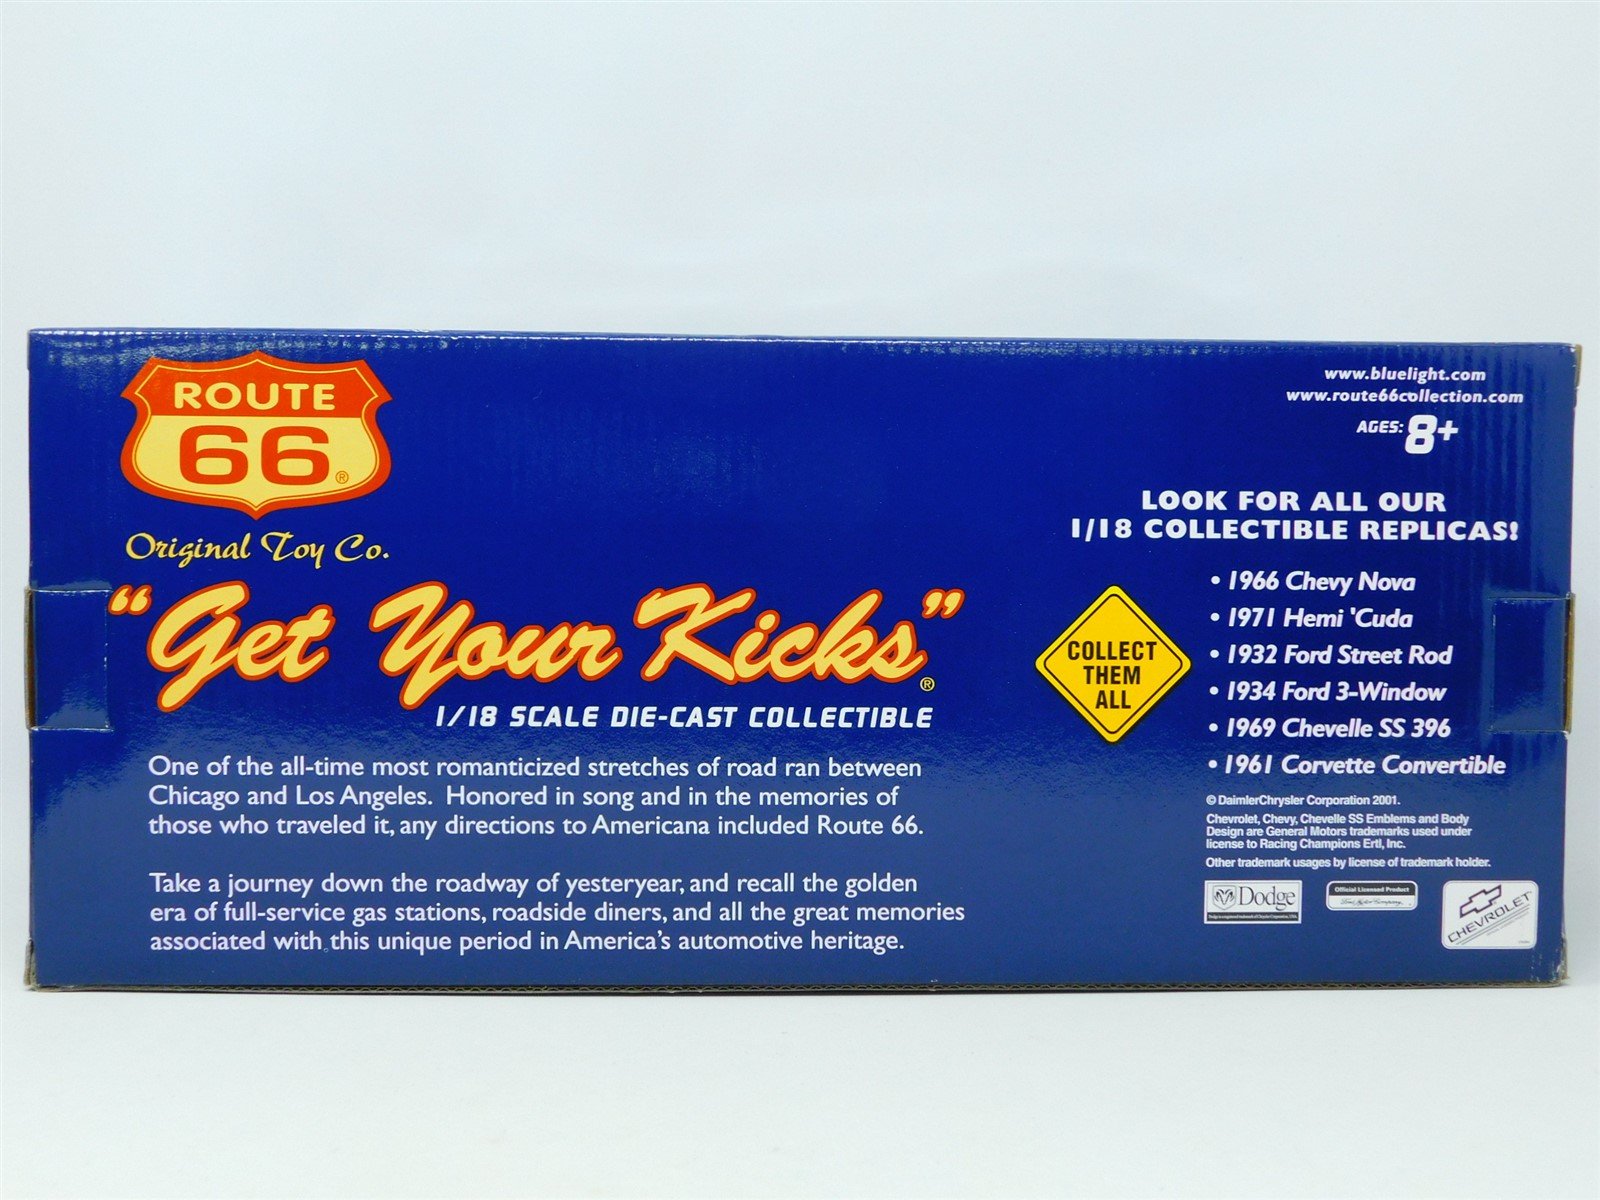 ROUTE
66®
Original Toy Co.
"Get Your Kicks"®
1/18 SCALE DIE-CAST COLLECTIBLE
One of the all-time most romanticized stretches of road ran between
Chicago and Los Angeles. Honored in song and in the memories of
those who traveled it, any directions to Americana included Route 66.
Take a journey down the roadway of yesteryear, and recall the golden
era of full-service gas stations, roadside diners, and all the great memories
associated with this unique period in America's automotive heritage.
www.bluelight.com
www.route66collection.com
AGES: 8+
LOOK FOR ALL OUR
1/18 COLLECTIBLE REPLICAS!
COLLECT
THEM
ALL
• 1966 Chevy Nova
• 1971 Hemi 'Cuda
• 1932 Ford Street Rod
• 1934 Ford 3-Window
• 1969 Chevelle SS 396
• 1961 Corvette Convertible
© DaimlerChrysler Corporation 2001.
Chevrolet, Chevy, Chevelle SS Emblems and Body
Design are General Motors trademarks used under
license to Racing Champions Ertl, Inc.
Other trademark usages by license of trademark holder.
Dodge
Official Licensed Product
Ford Motor Company
CHEVROLET